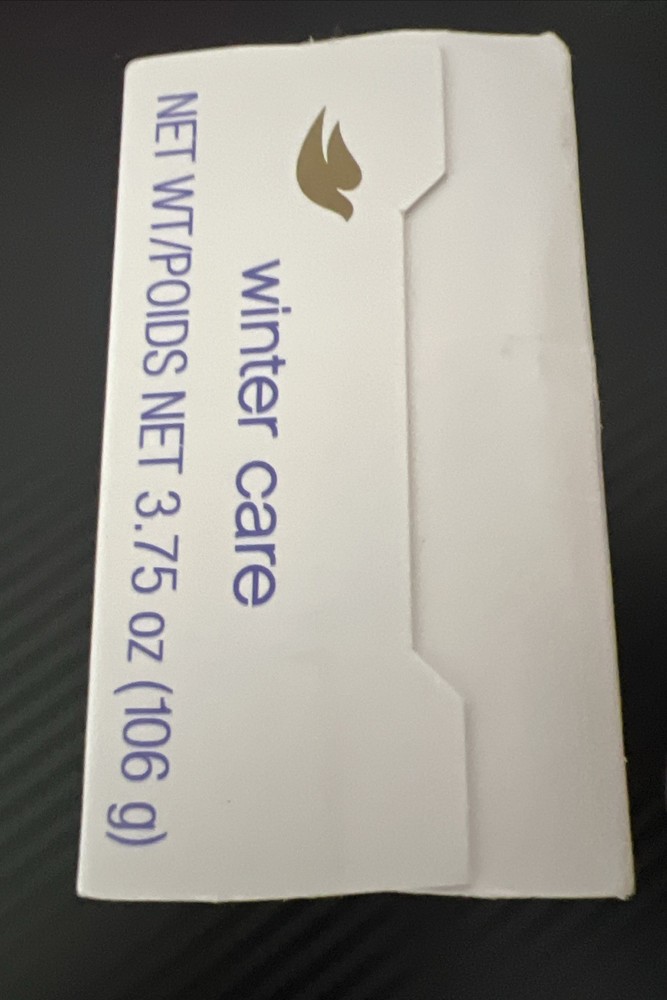 winter care
NET WT/POIDS NET 3.75 oz (106 g)